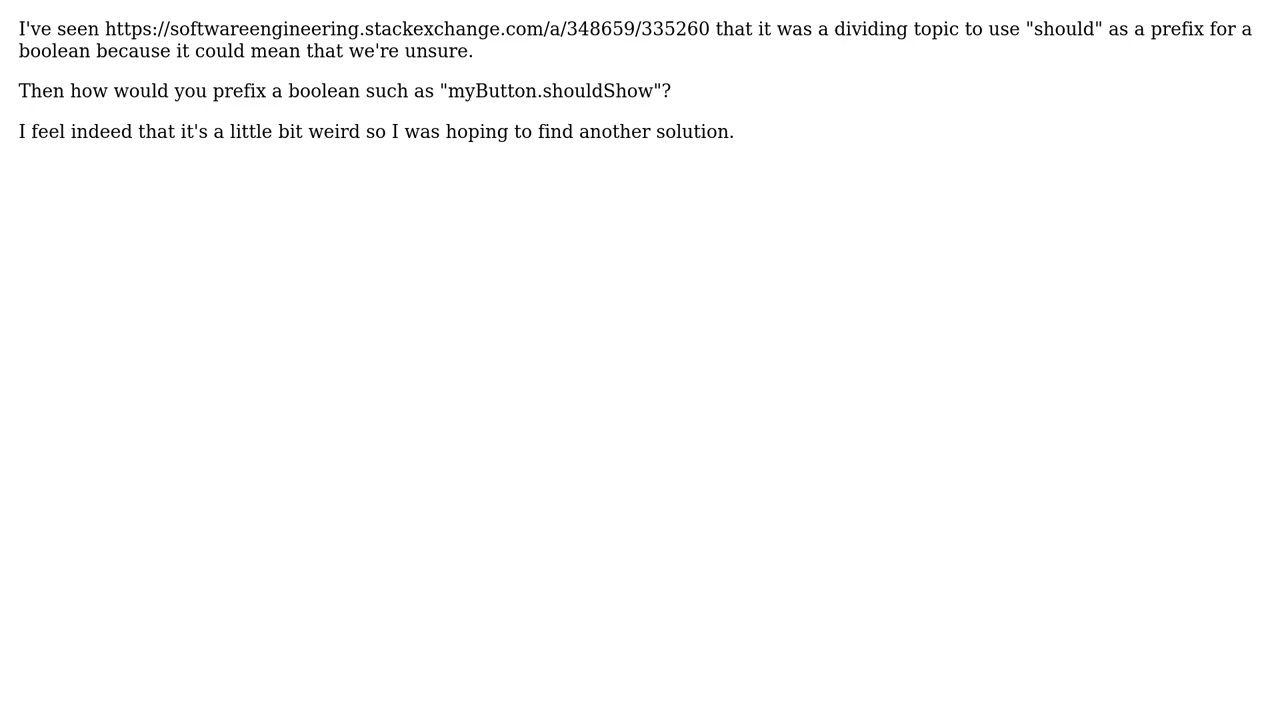 I've seen https://softwareengineering.stackexchange.com/a/348659/335260 that it was a dividing topic to use "should" as a prefix for a
boolean because it could mean that we're unsure.
Then how would you prefix a boolean such as "myButton.shouldShow"?
I feel indeed that it's a little bit weird so I was hoping to find another solution.